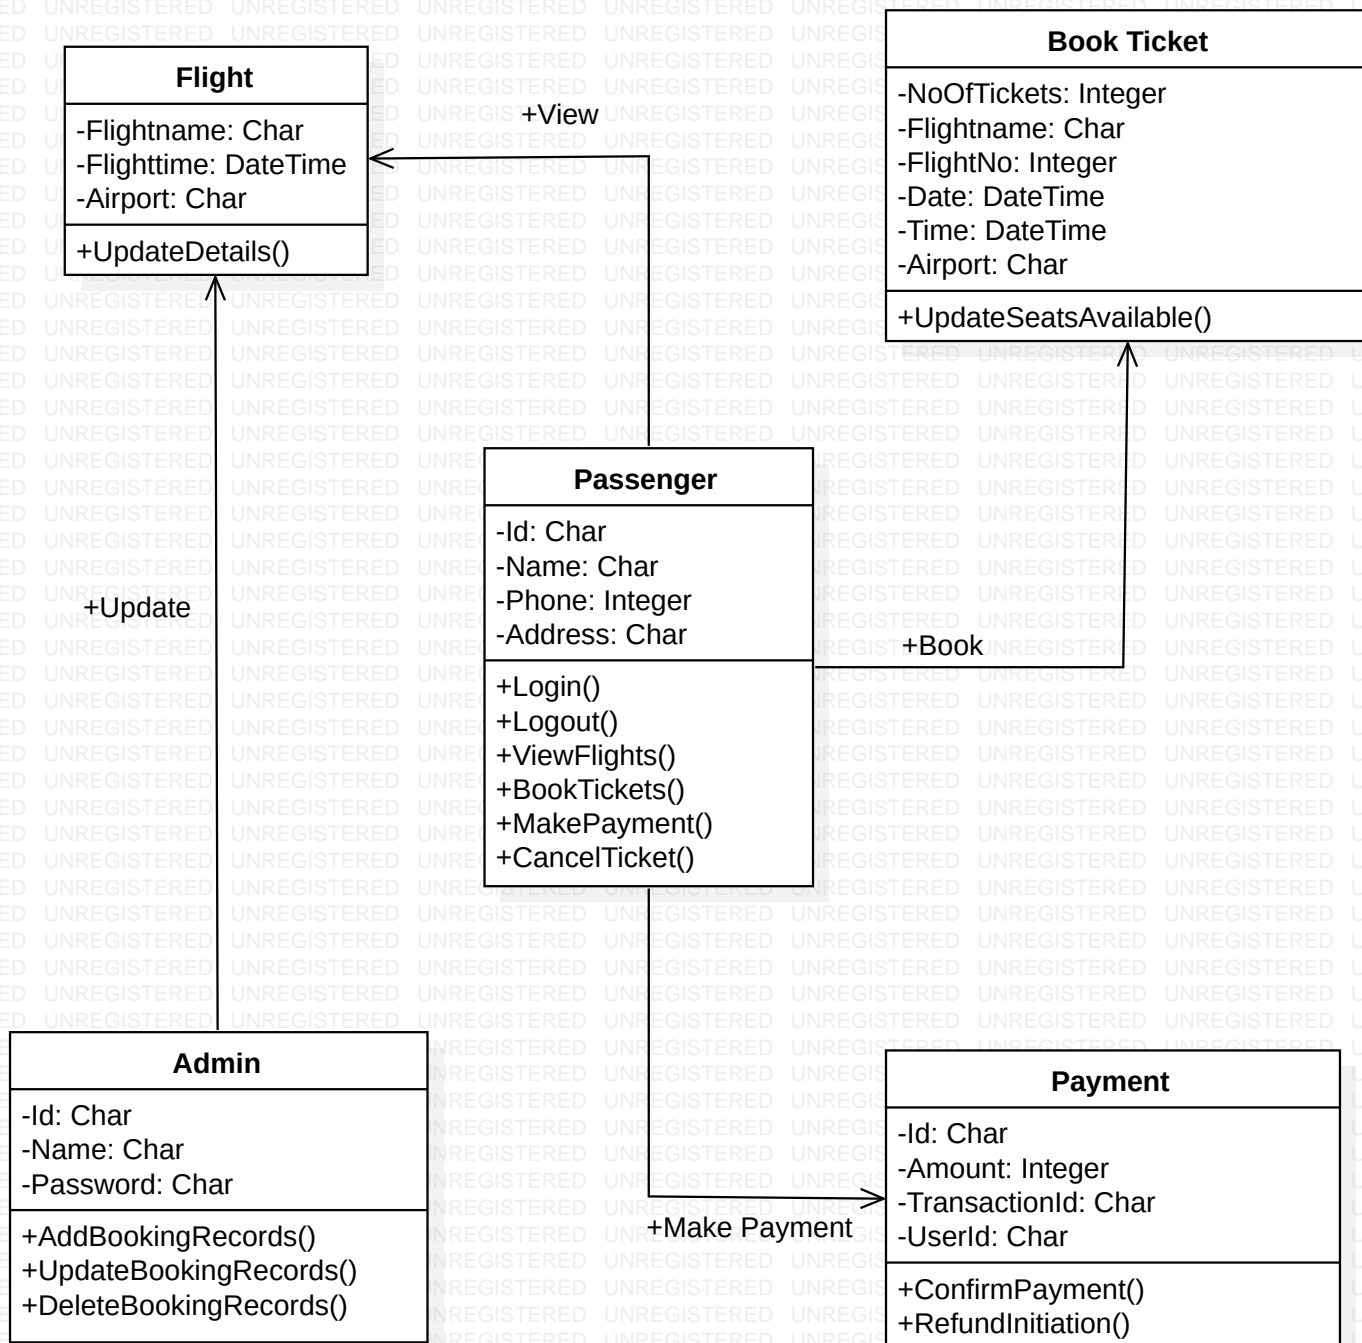 Flight
-Flightname: Char
-Flighttime: DateTime
-Airport: Char
+UpdateDetails()
+View
Book Ticket
-NoOfTickets: Integer
-Flightname: Char
-FlightNo: Integer
-Date: DateTime
-Time: DateTime
-Airport: Char
+UpdateSeatsAvailable()
Passenger
-Id: Char
-Name: Char
-Phone: Integer
-Address: Char
+Login()
+Logout()
+ViewFlights()
+BookTickets()
+MakePayment()
+CancelTicket()
+Update
+Book
Admin
-Id: Char
-Name: Char
-Password: Char
+AddBookingRecords()
+UpdateBookingRecords()
+DeleteBookingRecords()
+Make Payment
Payment
-Id: Char
-Amount: Integer
-TransactionId: Char
-UserId: Char
+ConfirmPayment()
+RefundInitiation()
UNREGISTERED